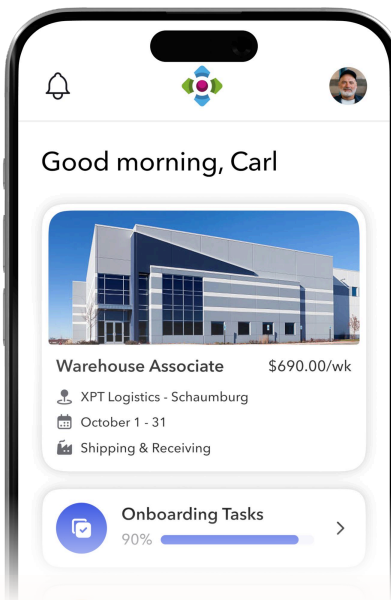 Good morning, Carl
Warehouse Associate $690.00/wk
XPT Logistics - Schaumburg
October 1 - 31
Shipping & Receiving
Onboarding Tasks
90%